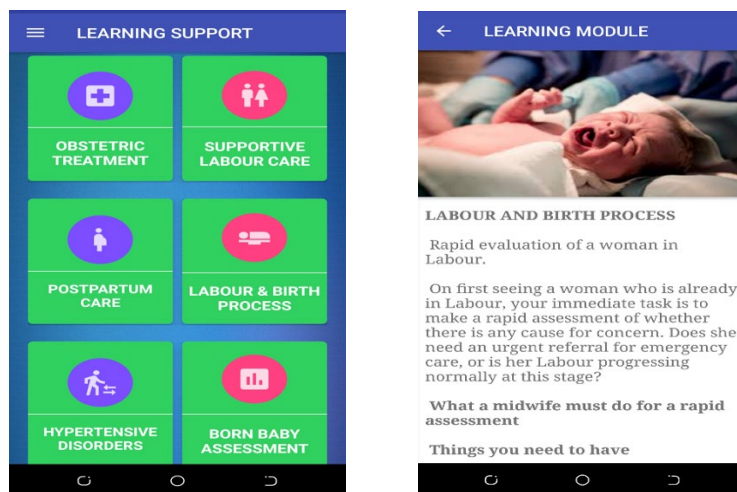 LEARNING SUPPORT
OBSTETRIC
TREATMENT
SUPPORTIVE
LABOUR CARE
POSTPARTUM
CARE
LABOUR & BIRTH
PROCESS
HYPERTENSIVE
DISORDERS
BORN BABY
ASSESSMENT
LEARNING MODULE
LABOUR AND BIRTH PROCESS
Rapid evaluation of a woman in
Labour.
On first seeing a woman who is already
in Labour, your immediate task is to
make a rapid assessment of whether
there is any cause for concern. Does she
need an urgent referral for emergency
care, or is her Labour progressing
normally at this stage?
What a midwife must do for a rapid
assessment
Things you need to have